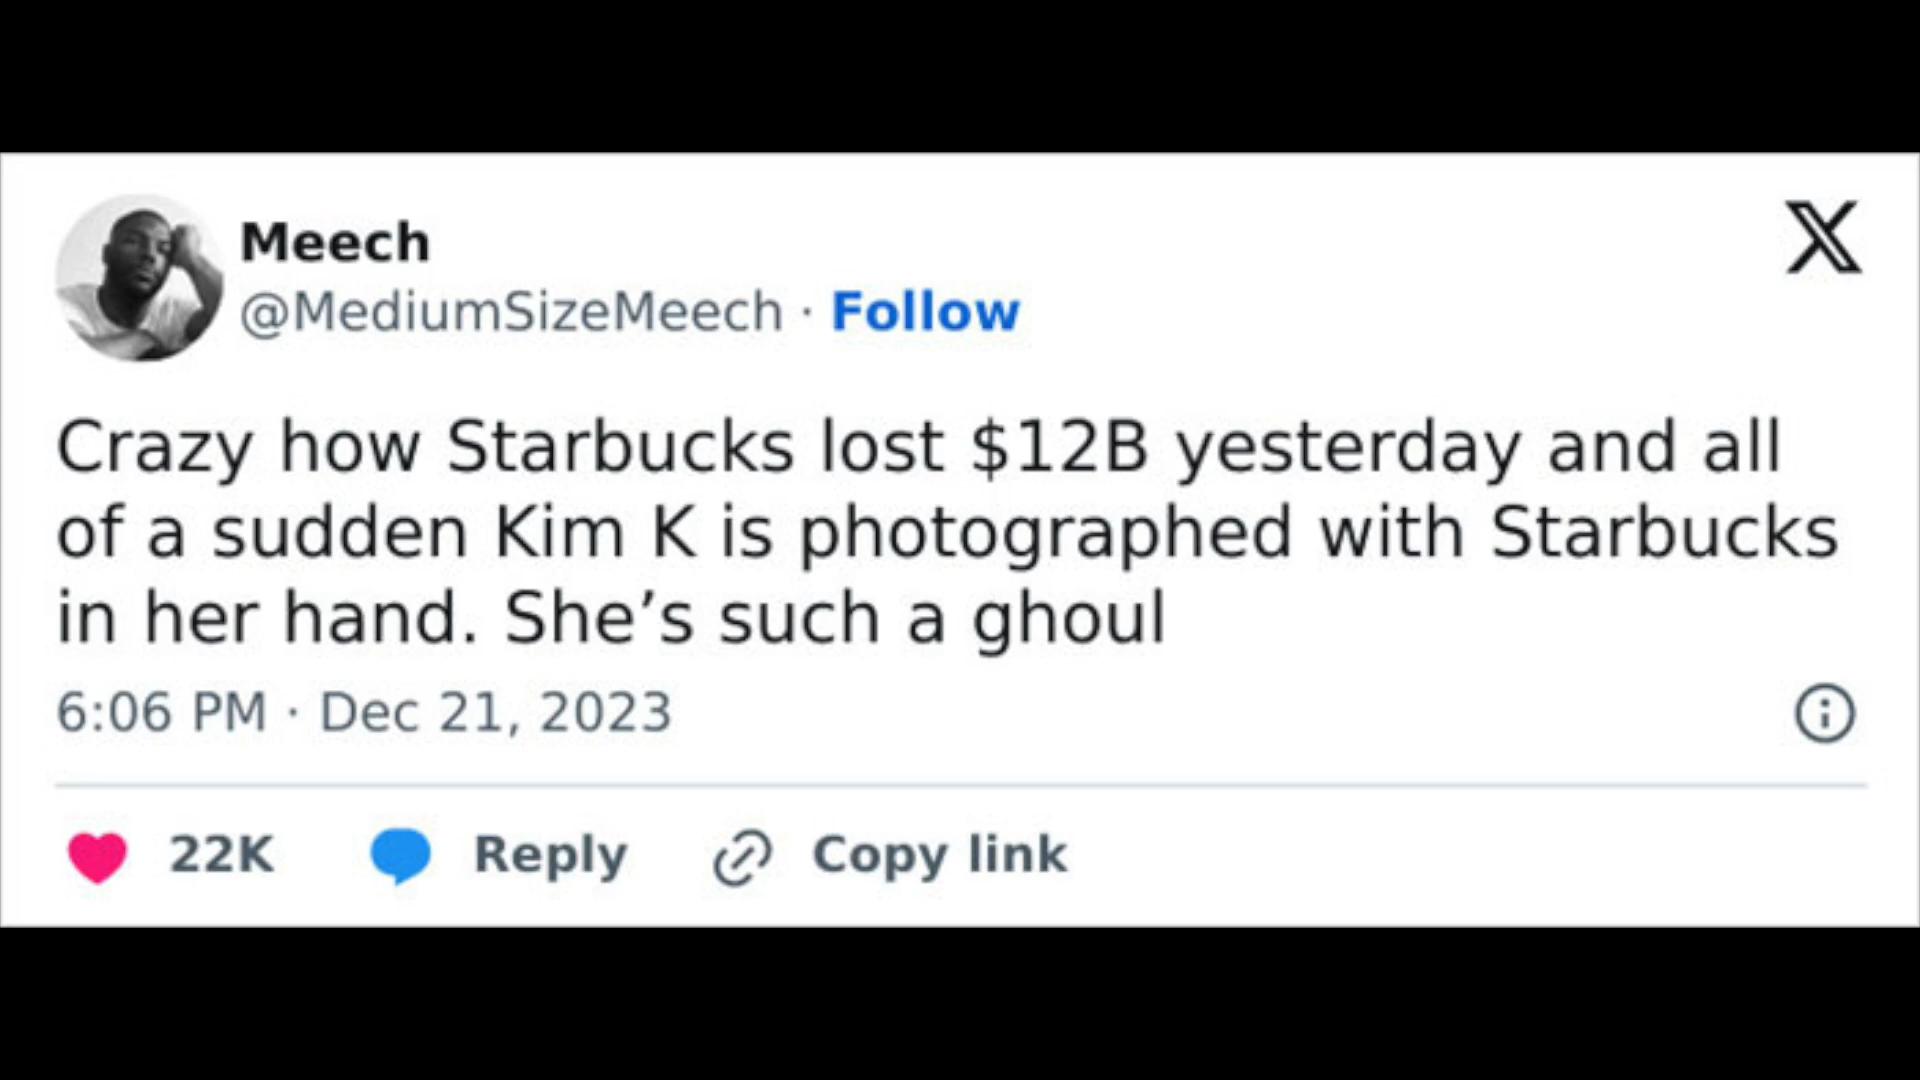 Meech
@MediumSizeMeech · Follow
Crazy how Starbucks lost $12B yesterday and all
of a sudden Kim K is photographed with Starbucks
in her hand. She’s such a ghoul
6:06 PM · Dec 21, 2023
22K Reply Copy link